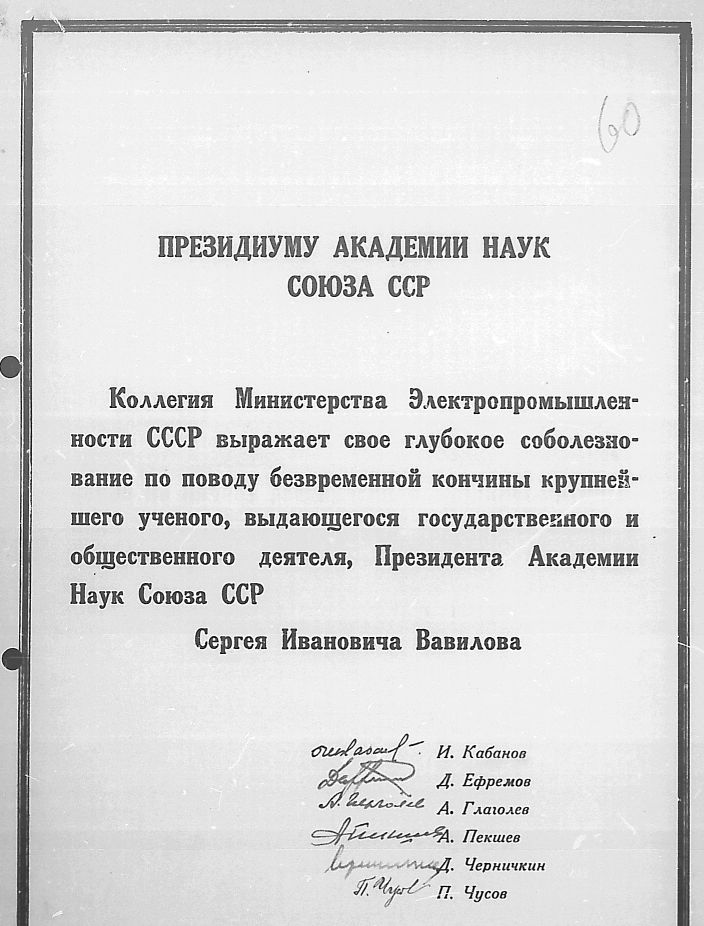 60
ПРЕЗИДИУМУ АКАДЕМИИ НАУК
СОЮЗА ССР
Коллегия Министерства Электропромышлен-
ности СССР выражает свое глубокое соболезно-
вание по поводу безвременной кончины крупней-
шего ученого, выдающегося государственного и
общественного деятеля, Президента Академии
Наук Союза ССР
Сергея Ивановича Вавилова
И. Кабанов
Д. Ефремов
А. Глаголев
А. Пекшев
Д. Черничкин
П. Чусов П. Чусов